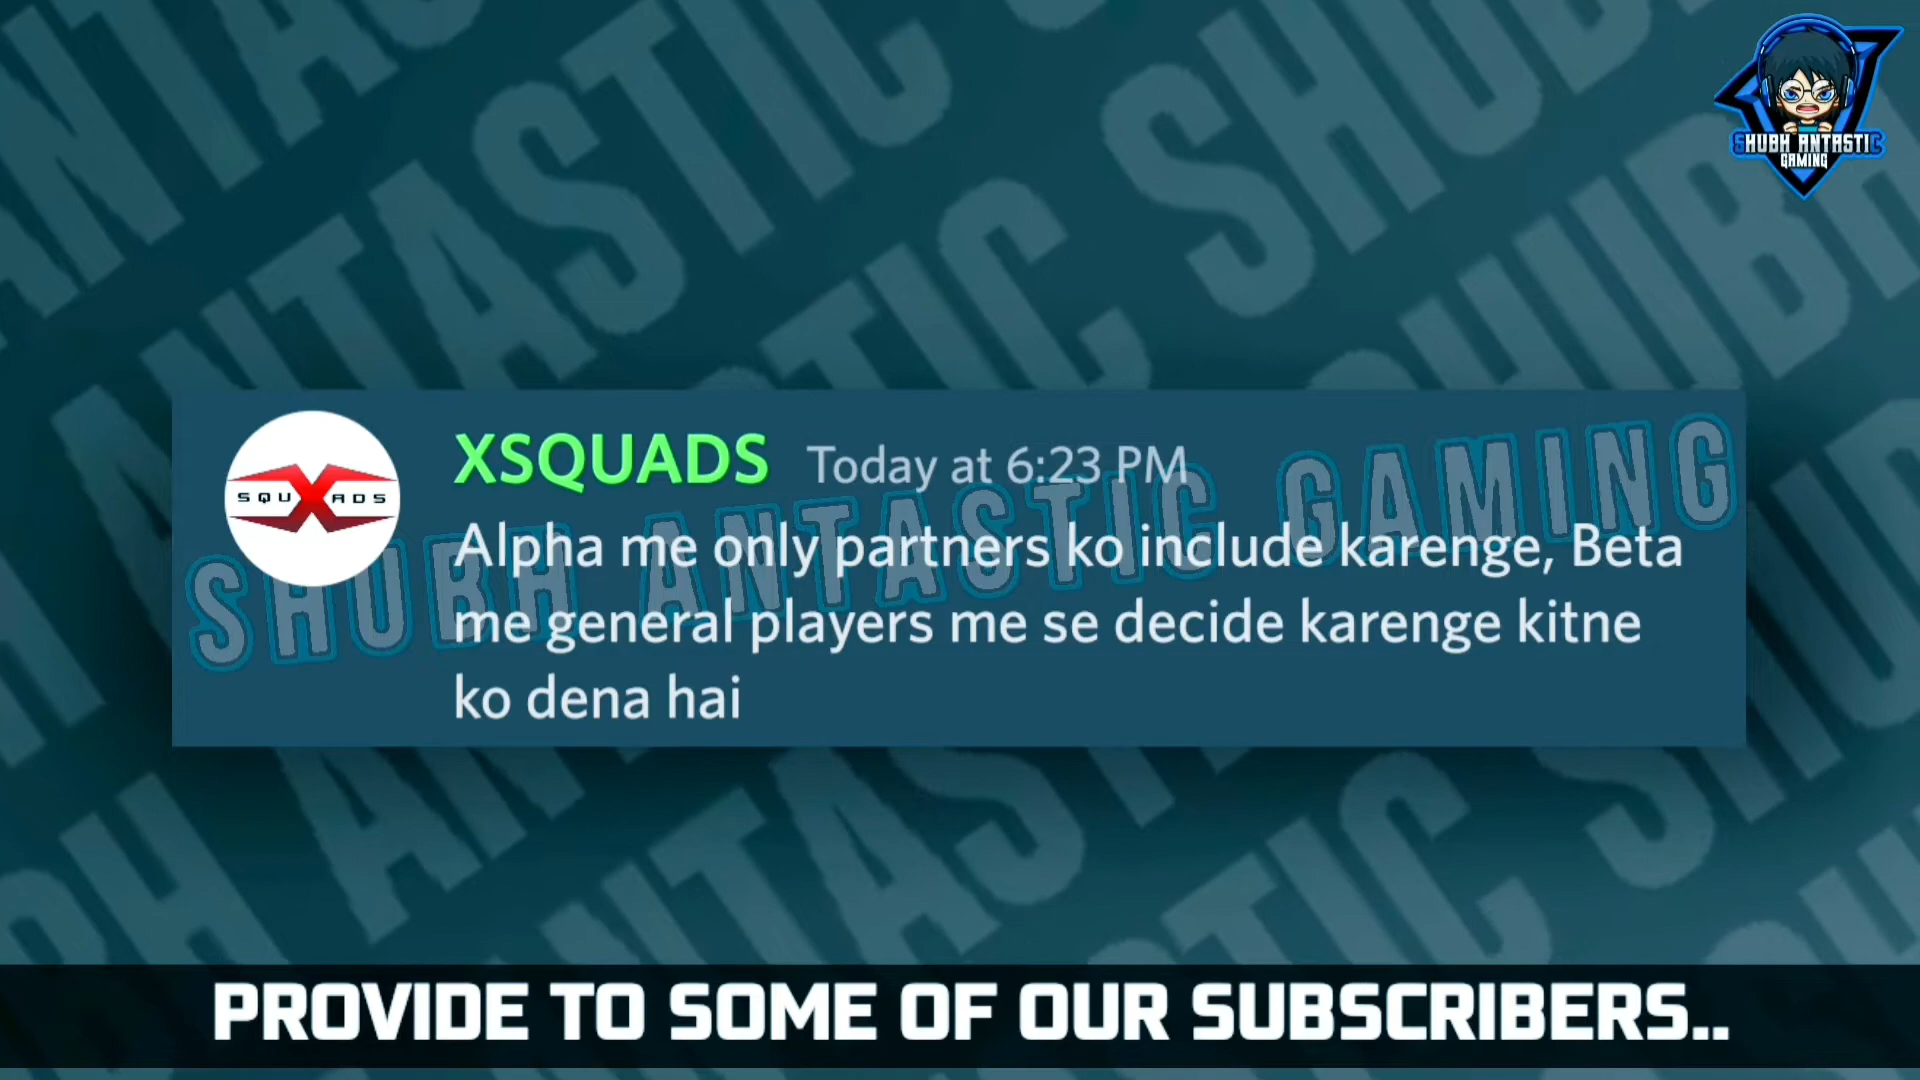 SHUBH ANTASTIC
GAMING
SQUXADS
XSQUADS Today at 6:23 PM
Alpha me only partners ko include karenge, Beta
me general players me se decide karenge kitne
ko dena hai
SHUBH ANTASTIC GAMING
PROVIDE TO SOME OF OUR SUBSCRIBERS..